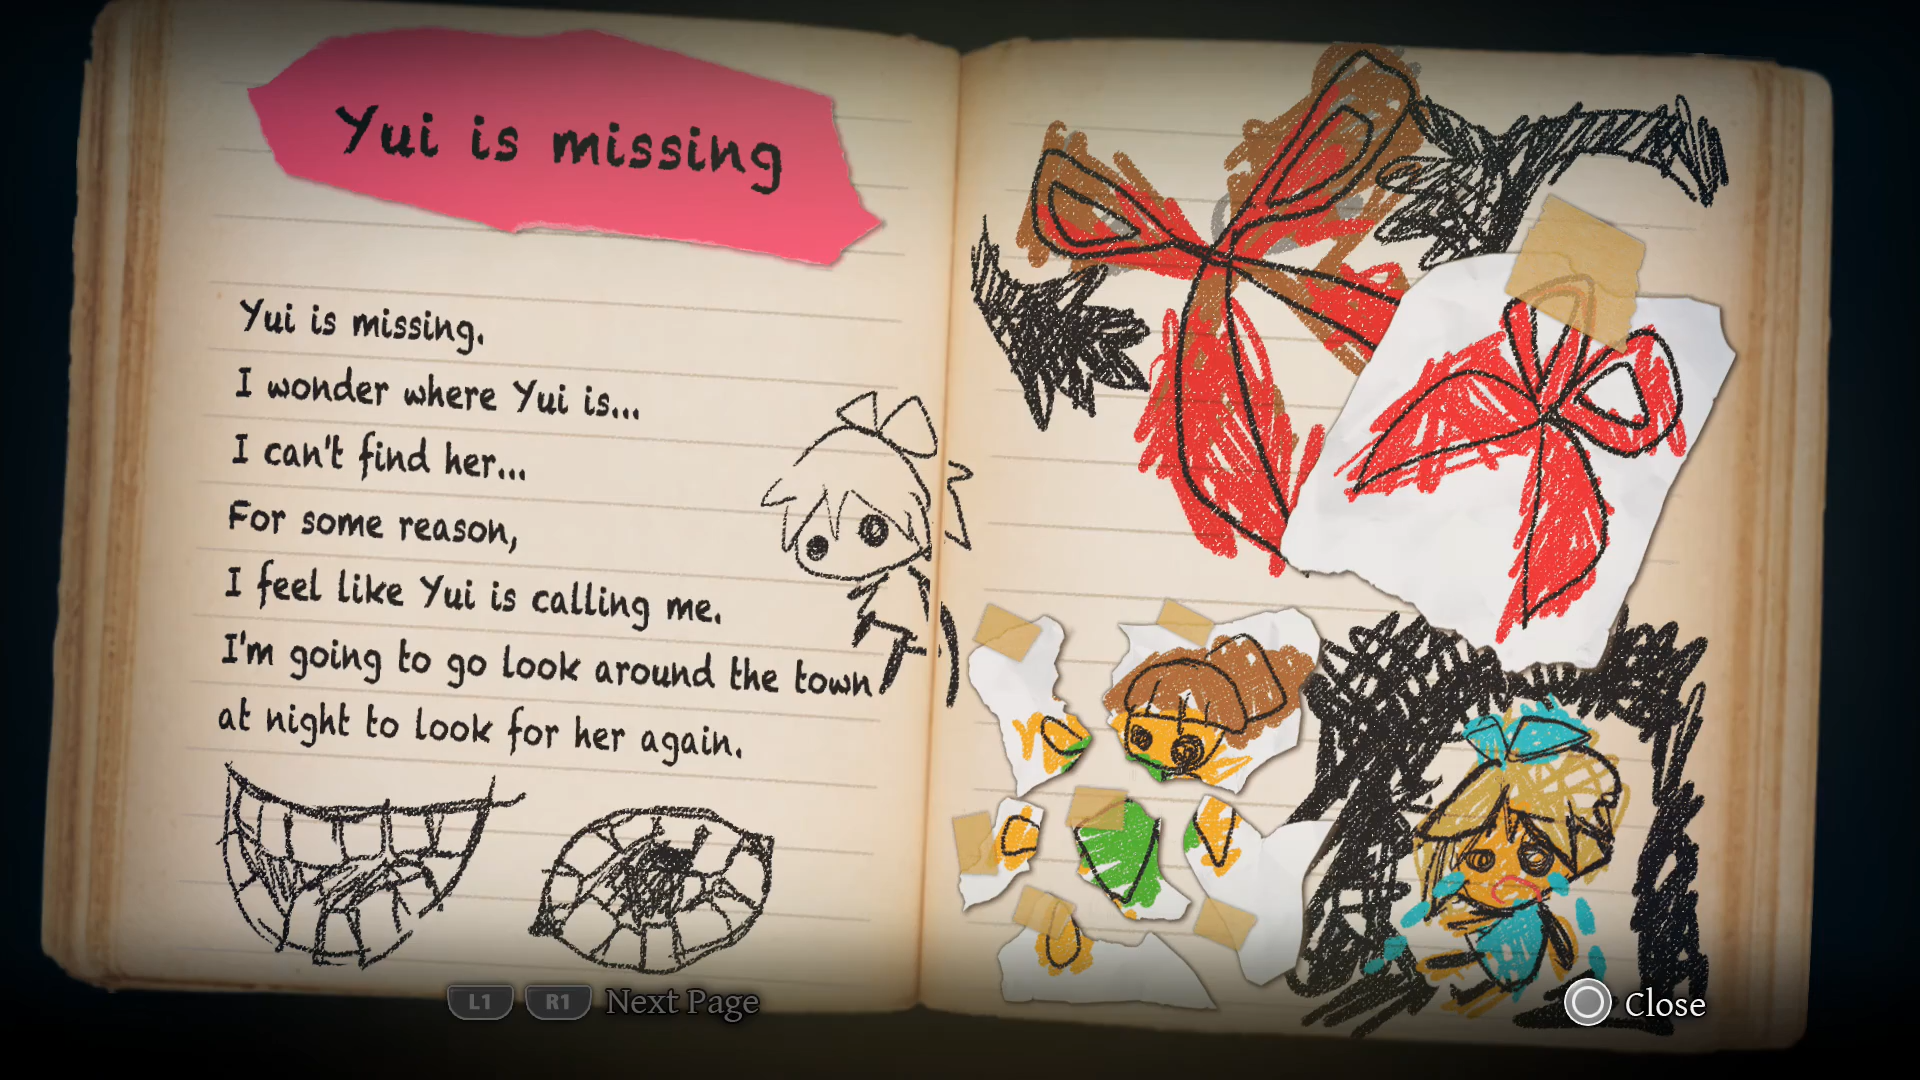 Yui is missing
Yui is missing.
I wonder where Yui is...
I can't find her...
For some reason,
I feel like Yui is calling me.
I'm going to go look around the town
at night to look for her again.
L1 R1 Next Page
Close